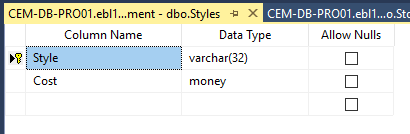 CEM-DB-PRO01.ebl1...ment - dbo.Styles CEM-DB-PRO01.ebl1...o.Sto
Column Name Data Type Allow Nulls
Style varchar(32)
Cost money